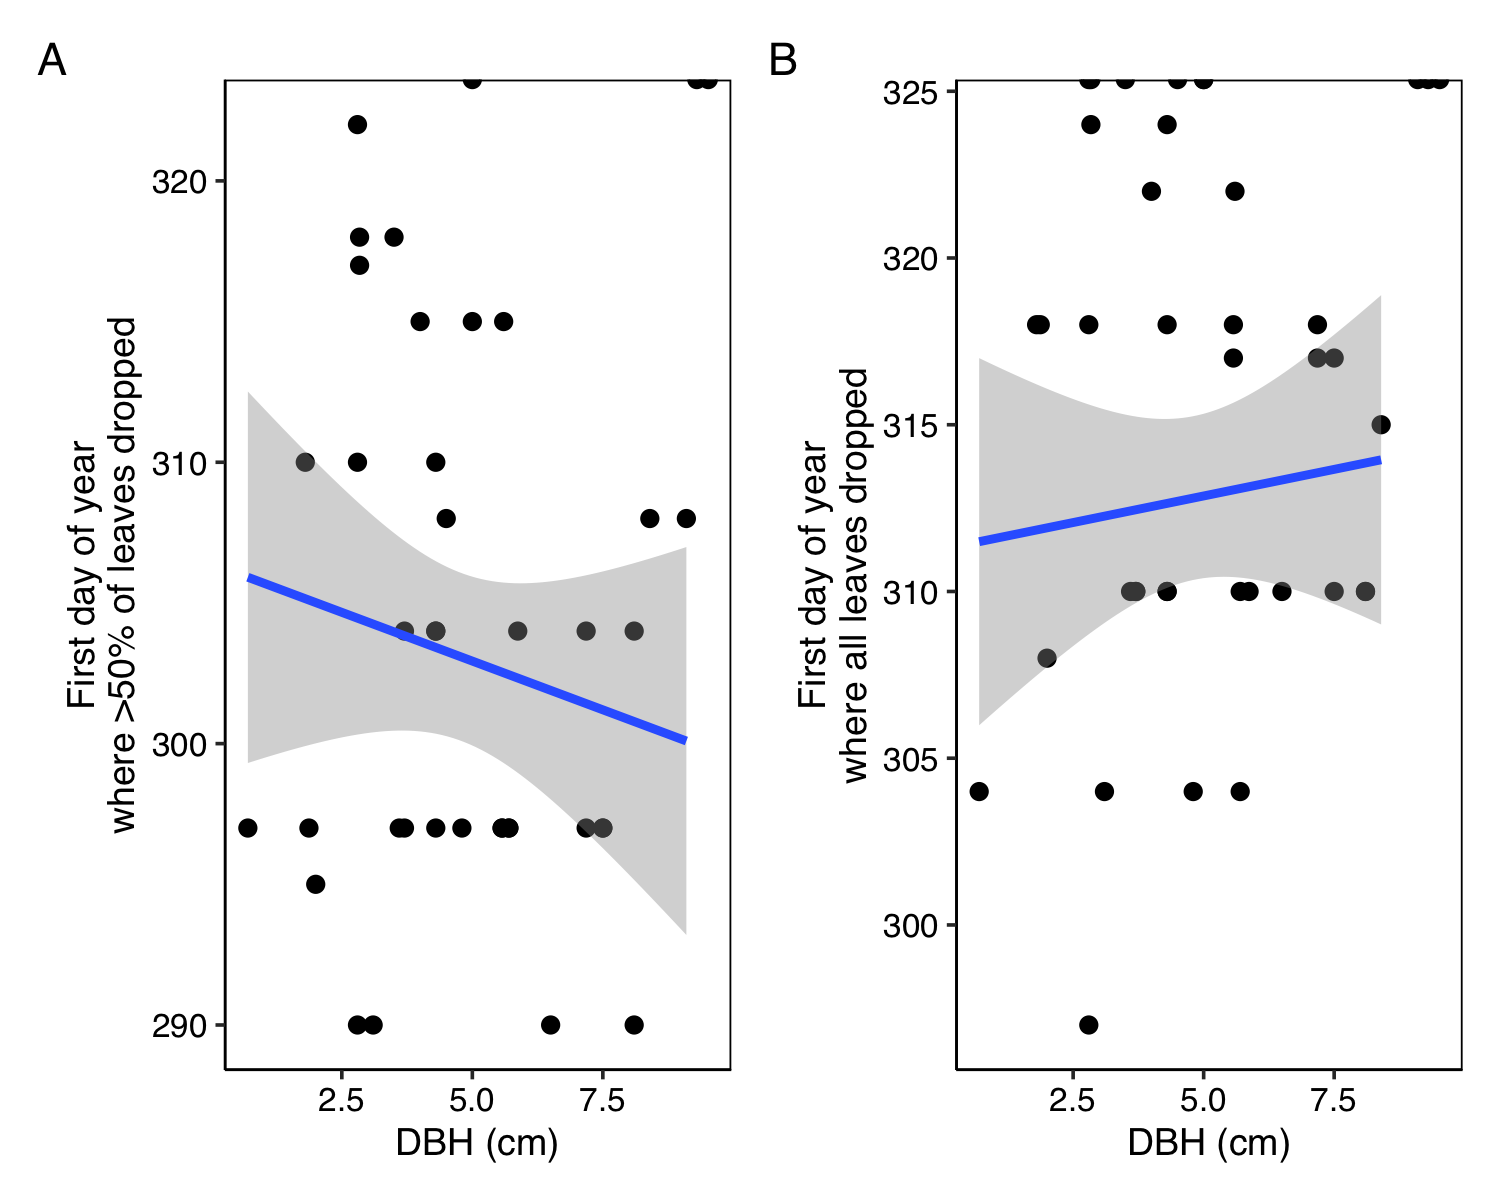 A
First day of year
where >50% of leaves dropped
320
310
300
290
2.5 5.0 7.5
DBH (cm)
B
First day of year
where all leaves dropped
325
320
315
310
305
300
2.5 5.0 7.5
DBH (cm)